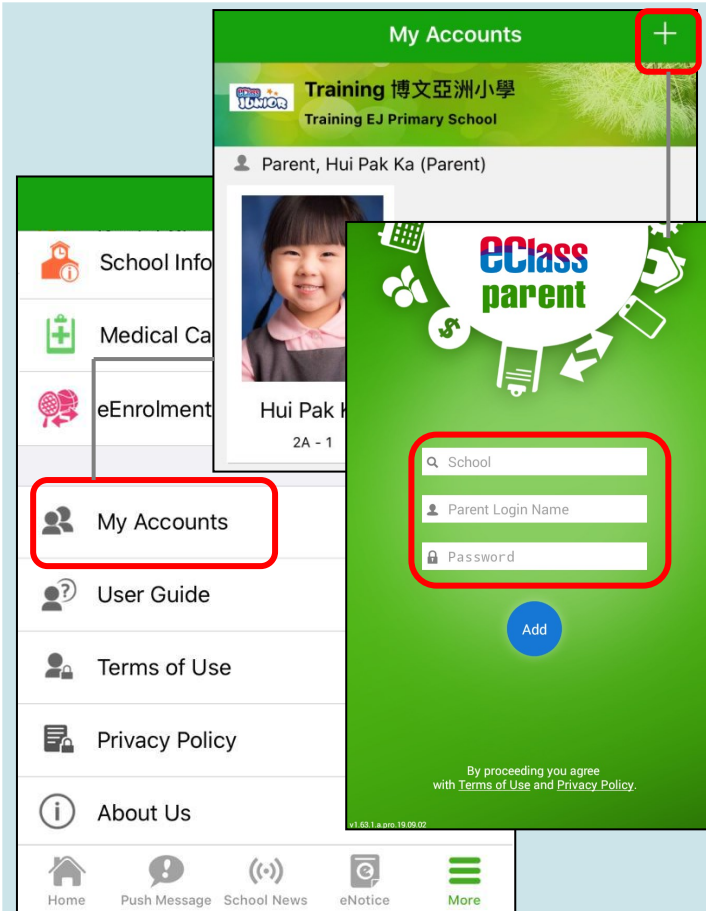 My Accounts
eClass
JUNIOR
Training 博文亞洲小學
Training EJ Primary School
Parent, Hui Pak Ka (Parent)
Hui Pak
2A - 1
School Info
Medical Ca
eEnrolment
My Accounts
User Guide
Terms of Use
Privacy Policy
About Us
Home
Push Message
School News
eNotice
More
eClass
parent
School
Parent Login Name
Password
Add
By proceeding you agree
with Terms of Use and Privacy Policy.
v1.63.1.a.pro.19.09.02